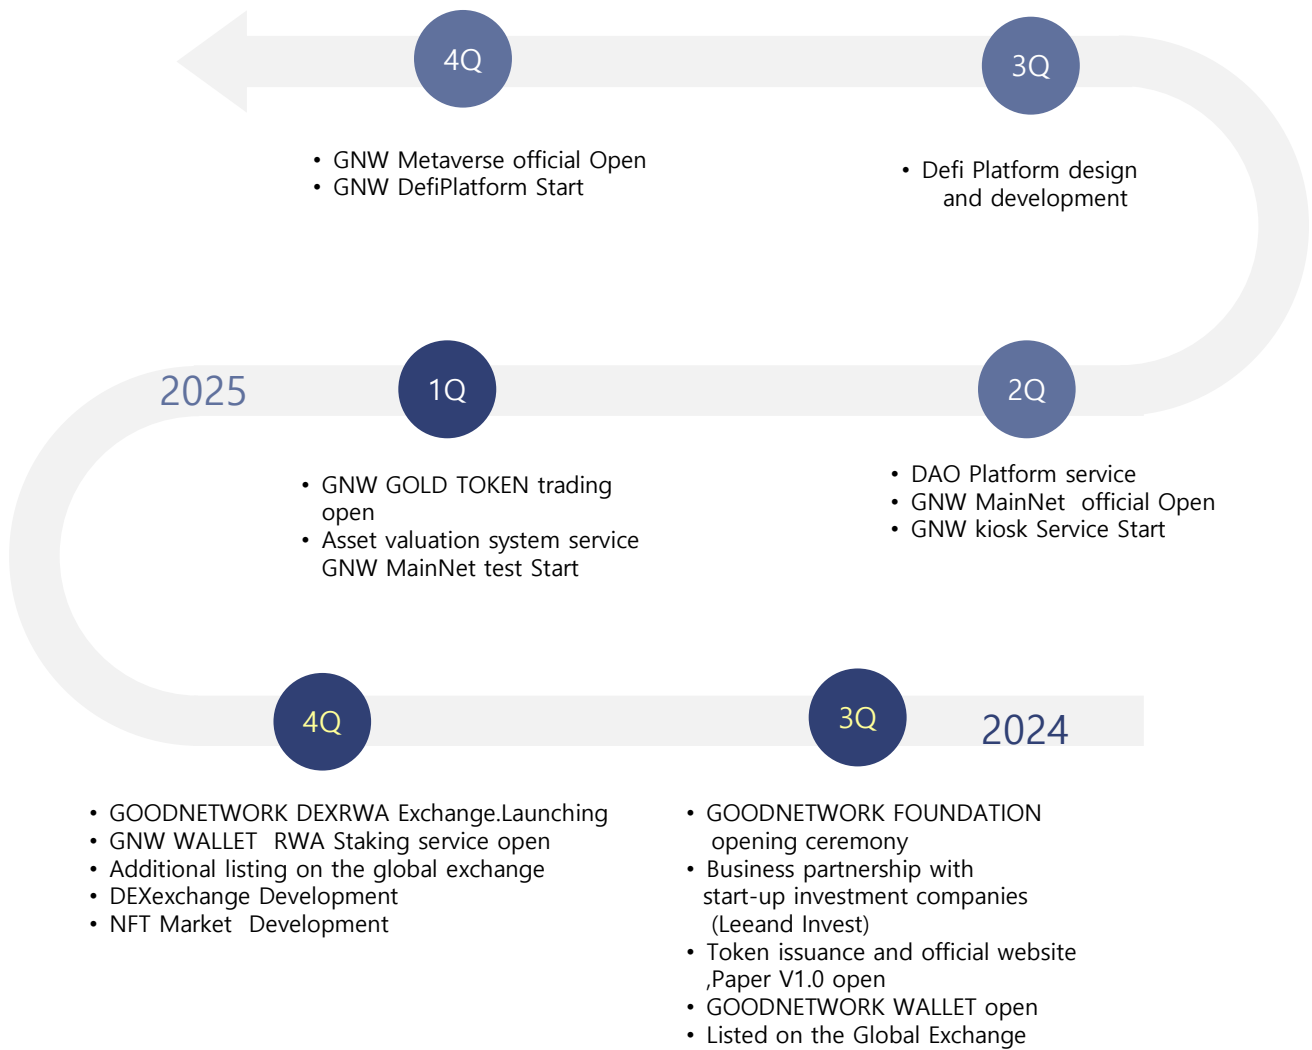 4Q
3Q
• GNW Metaverse official Open
• GNW DefiPlatform Start
• Defi Platform design
and development
2025
1Q
2Q
• GNW GOLD TOKEN trading
open
• Asset valuation system service
GNW MainNet test Start
• DAO Platform service
• GNW MainNet  official Open
• GNW kiosk Service Start
4Q
3Q
2024
• GOODNETWORK DEXRWA Exchange.Launching
• GNW WALLET  RWA Staking service open
• Additional listing on the global exchange
• DEXexchange Development
• NFT Market  Development
• GOODNETWORK FOUNDATION
opening ceremony
• Business partnership with
start-up investment companies
(Leeand Invest)
• Token issuance and official website
,Paper V1.0 open
• GOODNETWORK WALLET open
• Listed on the Global Exchange